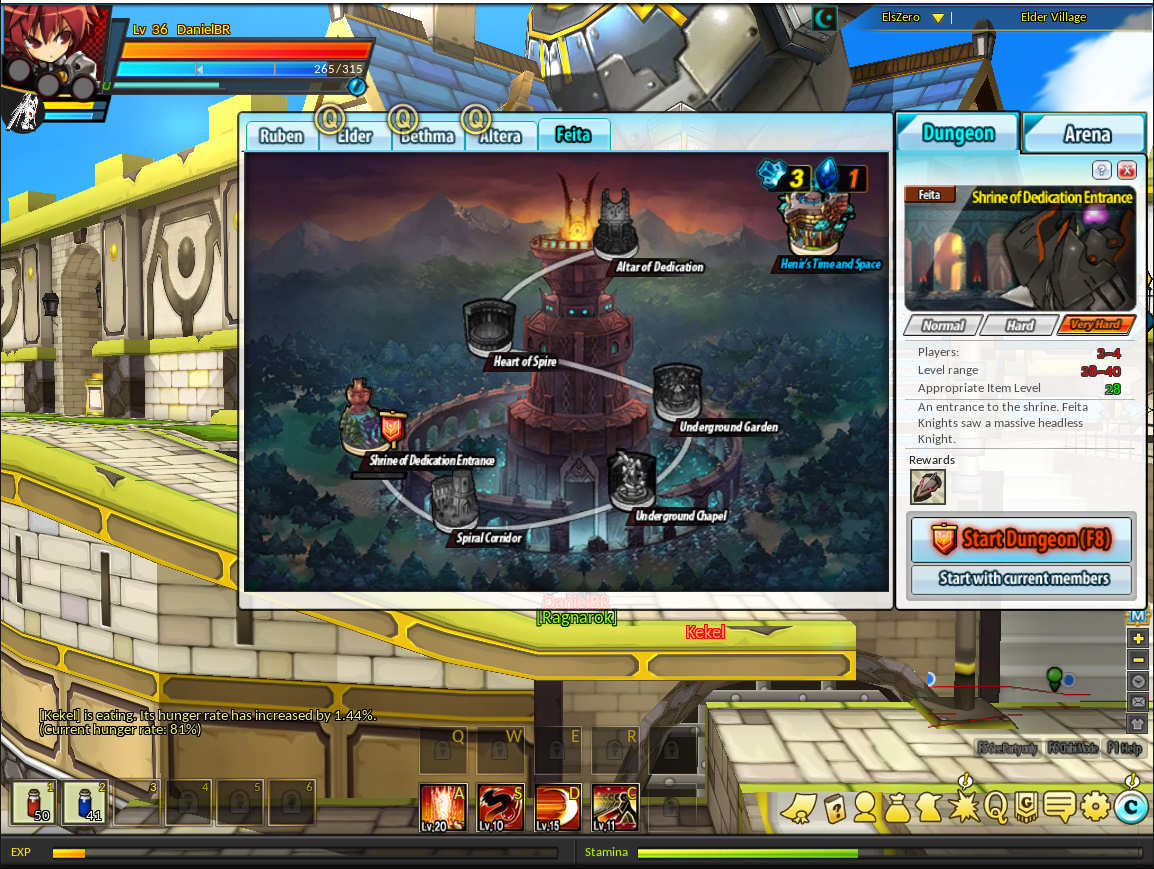 Lv 36 DanielBR
265/315
ElsZero
Elder Village
Ruben
Q
Elder
Q
Bethma
Q
Altera
Feita
Dungeon
Arena
3
1
Henir's Time and Space
Altar of Dedication
Heart of Spire
Underground Garden
Shrine of Dedication Entrance
Underground Chapel
Spiral Corridor
?
X
Feita
Shrine of Dedication Entrance
Normal
Hard
Very Hard
Players:
3~4
Level range
38~40
Appropriate Item Level
28
An entrance to the shrine. Feita
Knights saw a massive headless
Knight.
Rewards
Start Dungeon (F8)
Start with current members
DanielBR
[Ragnarok]
Kekel
M
[Kekel] is eating. Its hunger rate has increased by 1.44%.
(Current hunger rate: 81%)
F5 See Party only
F1 Help
Q
W
E
R
1
50
2
41
3
4
5
6
A
Lv.20
S
Lv.10
D
Lv.15
C
Lv.11
EXP
Stamina